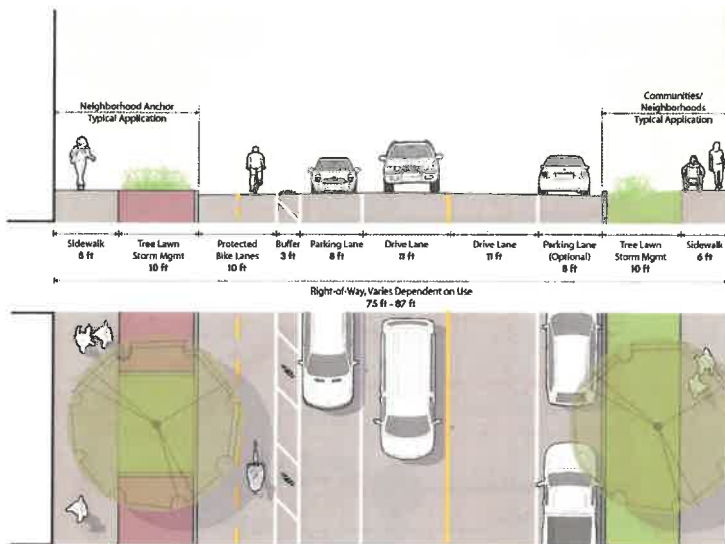 Neighborhood Anchor
Typical Application
Communities/
Neighborhoods
Typical Application
Sidewalk
8 ft
Tree Lawn
Storm Mgmt
10 ft
Protected
Bike Lanes
10 ft
Buffer
3 ft
Parking Lane
8 ft
Drive Lane
11 ft
Drive Lane
11 ft
Parking Lane
(Optional)
8 ft
Tree Lawn
Storm Mgmt
10 ft
Sidewalk
6 ft
Right-of-Way, Varies Dependent on Use
75 ft - 87 ft